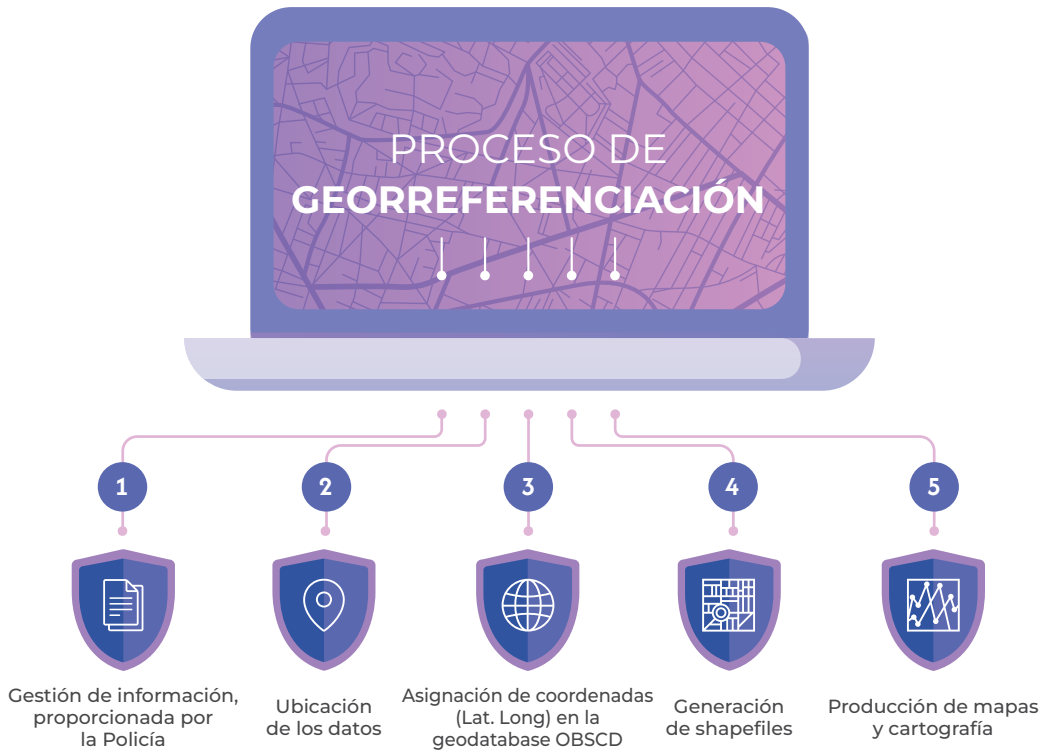 PROCESO DE
GEORREFERENCIACIÓN
1
2
3
4
5
Gestión de información,
proporcionada por
la Policía
Ubicación
de los datos
Asignación de coordenadas
(Lat. Long) en la
geodatabase OBSCD
Generación
de shapefiles
Producción de mapas
y cartografía